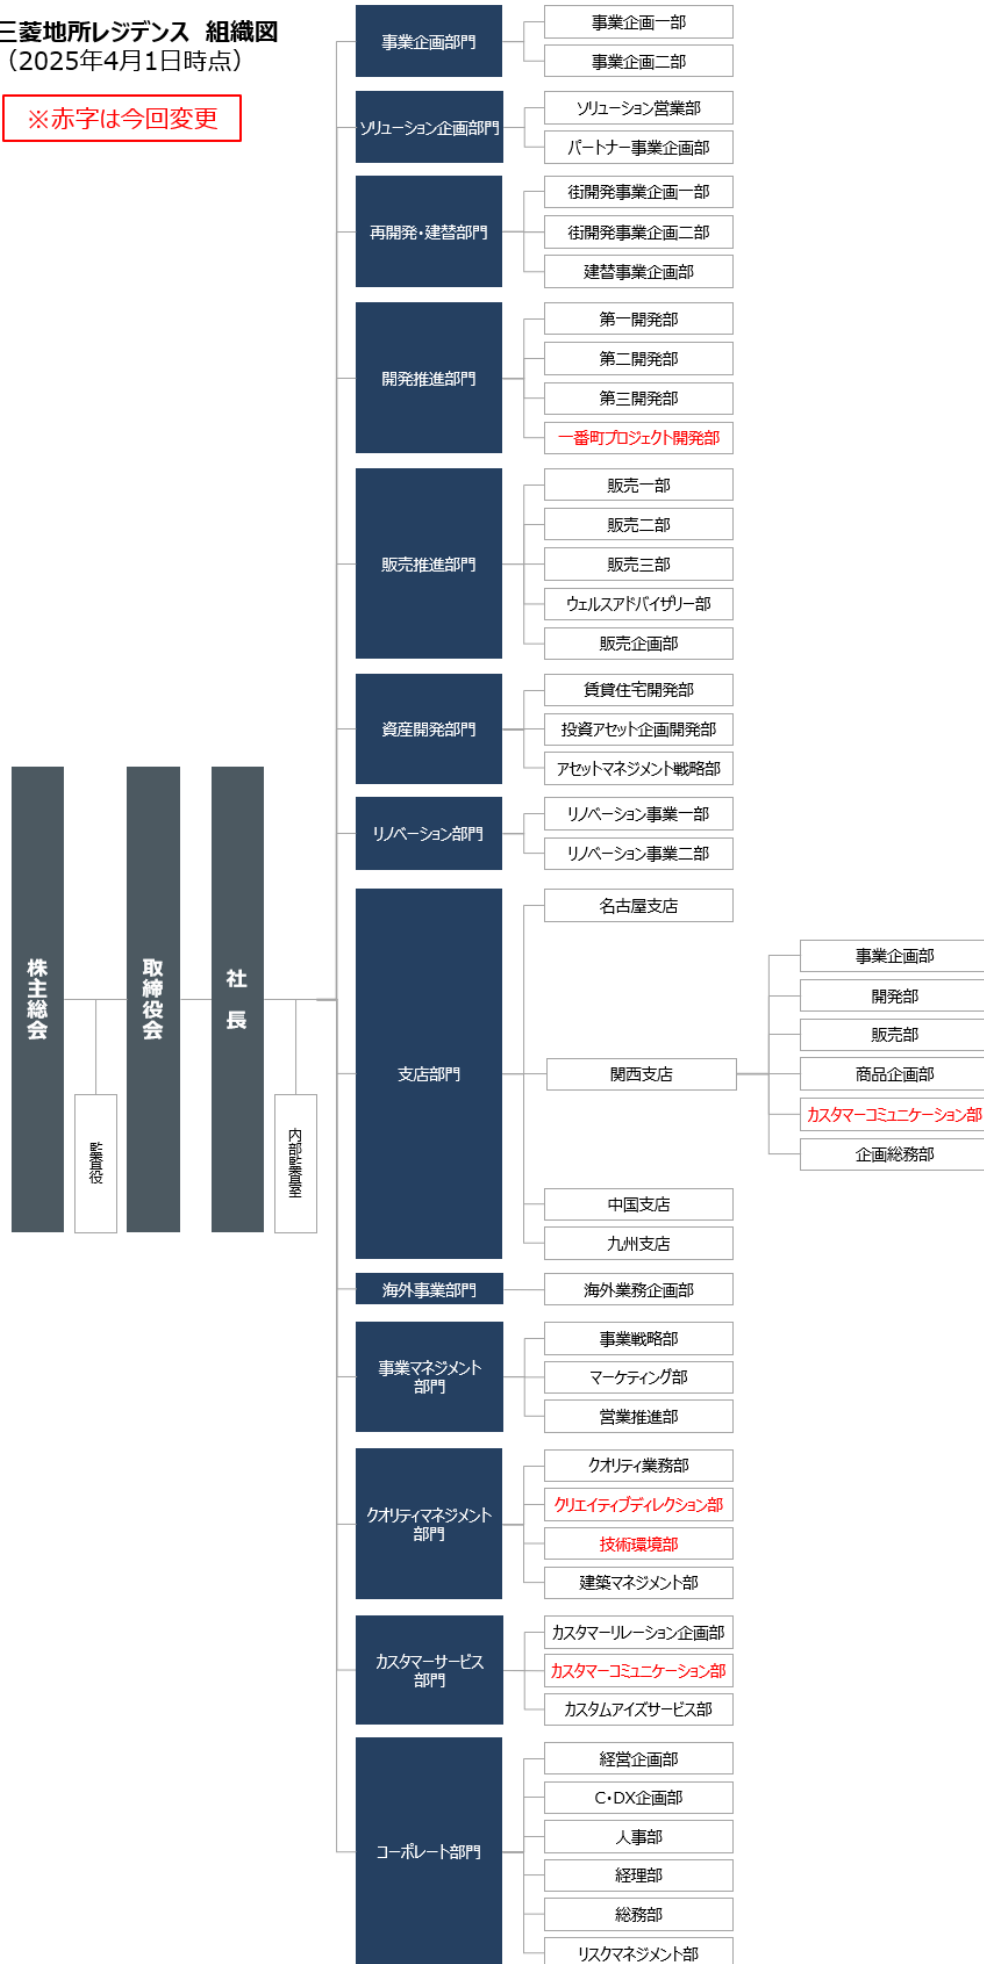 三菱地所レジデンス 組織図
（2025年4月1日時点）
※赤字は今回変更
株主総会
監査役
取締役会
社長
内部監査室
事業企画部門
事業企画一部
事業企画二部
ソリューション企画部門
ソリューション営業部
パートナー事業企画部
再開発・建替部門
街開発事業企画一部
街開発事業企画二部
建替事業企画部
開発推進部門
第一開発部
第二開発部
第三開発部
一番町プロジェクト開発部
販売推進部門
販売一部
販売二部
販売三部
ウェルスアドバイザリー部
販売企画部
資産開発部門
賃貸住宅開発部
投資アセット企画開発部
アセットマネジメント戦略部
リノベーション部門
リノベーション事業一部
リノベーション事業二部
支店部門
名古屋支店
関西支店
事業企画部
開発部
販売部
商品企画部
カスタマーコミュニケーション部
企画総務部
中国支店
九州支店
海外事業部門
海外業務企画部
事業マネジメント
部門
事業戦略部
マーケティング部
営業推進部
クオリティマネジメント
部門
クオリティ業務部
クリエイティブディレクション部
技術環境部
建築マネジメント部
カスタマーサービス
部門
カスタマーリレーション企画部
カスタマーコミュニケーション部
カスタムアイズサービス部
コーポレート部門
経営企画部
C・DX企画部
人事部
経理部
総務部
リスクマネジメント部